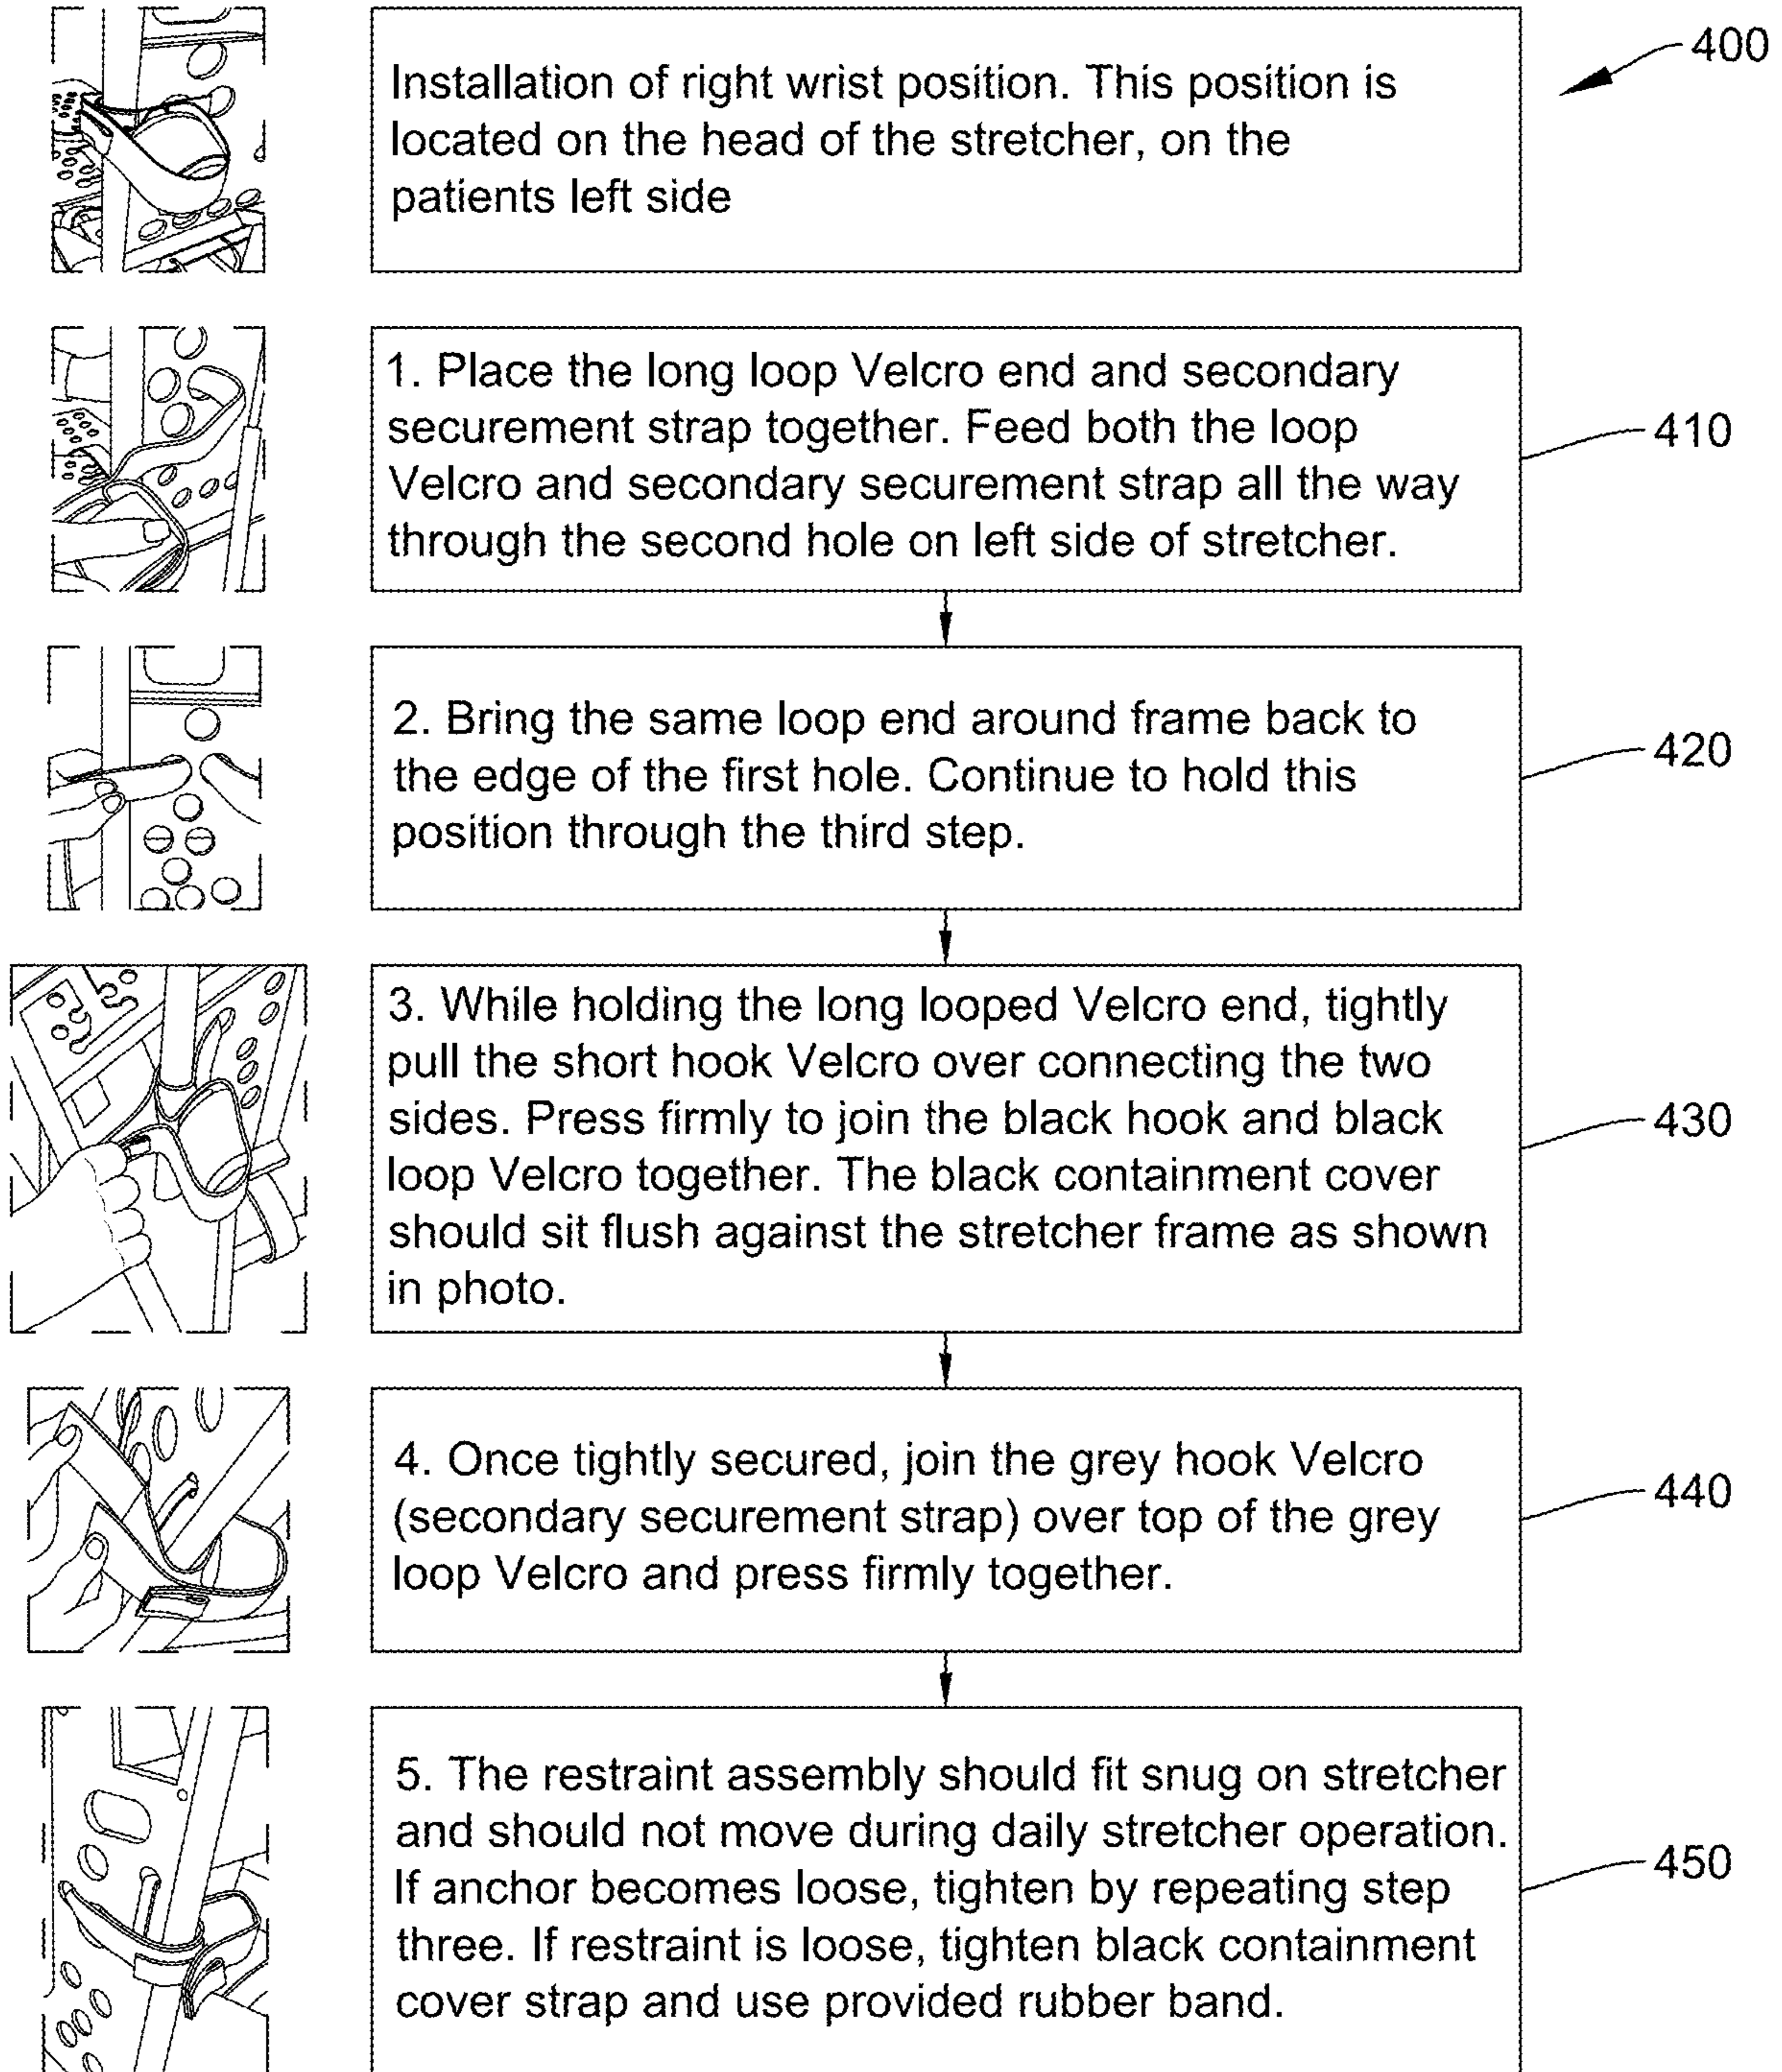 400
Installation of right wrist position. This position is
located on the head of the stretcher, on the
patients left side
1. Place the long loop Velcro end and secondary
securement strap together. Feed both the loop
Velcro and secondary securement strap all the way
through the second hole on left side of stretcher.
410
2. Bring the same loop end around frame back to
the edge of the first hole. Continue to hold this
position through the third step.
420
3. While holding the long looped Velcro end, tightly
pull the short hook Velcro over connecting the two
sides. Press firmly to join the black hook and black
loop Velcro together. The black containment cover
should sit flush against the stretcher frame as shown
in photo.
430
4. Once tightly secured, join the grey hook Velcro
(secondary securement strap) over top of the grey
loop Velcro and press firmly together.
440
5. The restraint assembly should fit snug on stretcher
and should not move during daily stretcher operation.
If anchor becomes loose, tighten by repeating step
three. If restraint is loose, tighten black containment
cover strap and use provided rubber band.
450